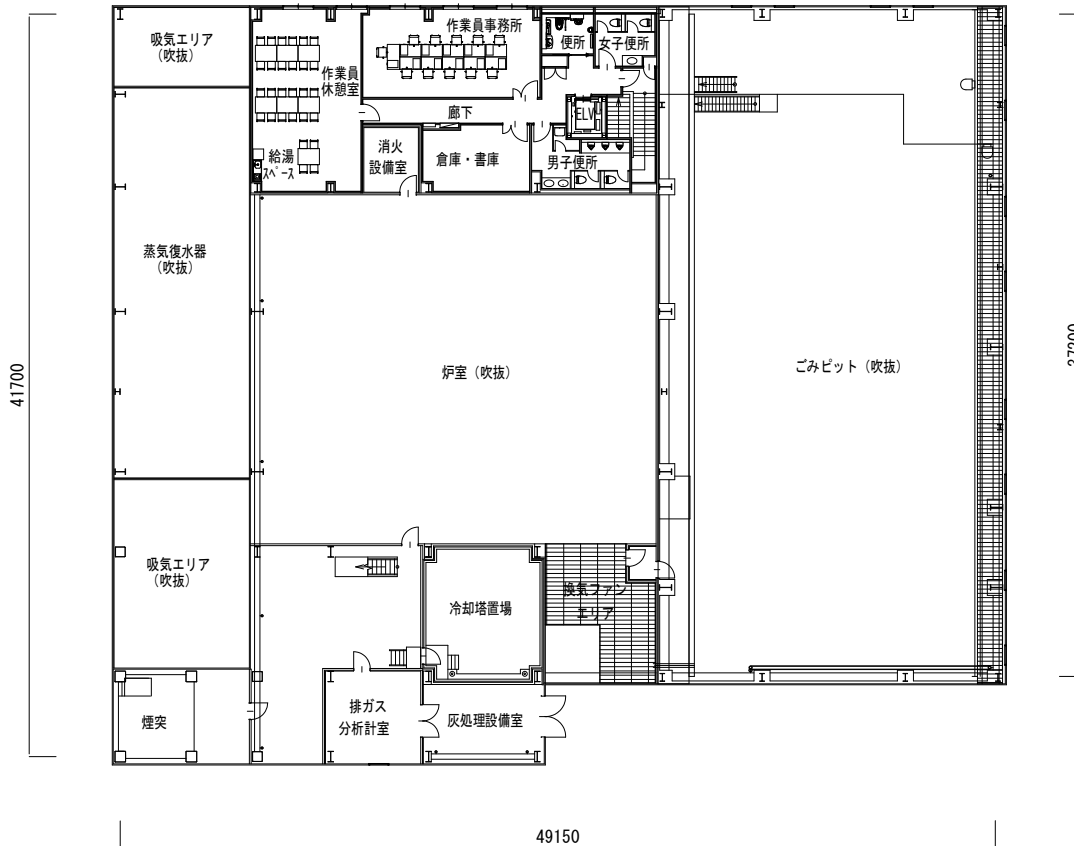 吸気エリア
(吹抜)
作業員
休憩室
作業員事務所
便所
女子便所
廊下
ELV
給湯
スペース
消火
設備室
倉庫・書庫
男子便所
蒸気復水器
(吹抜)
炉室 (吹抜)
ごみピット (吹抜)
41700
吸気エリア
(吹抜)
冷却塔置場
換気ファン
エリア
煙突
排ガス
分析計室
灰処理設備室
49150